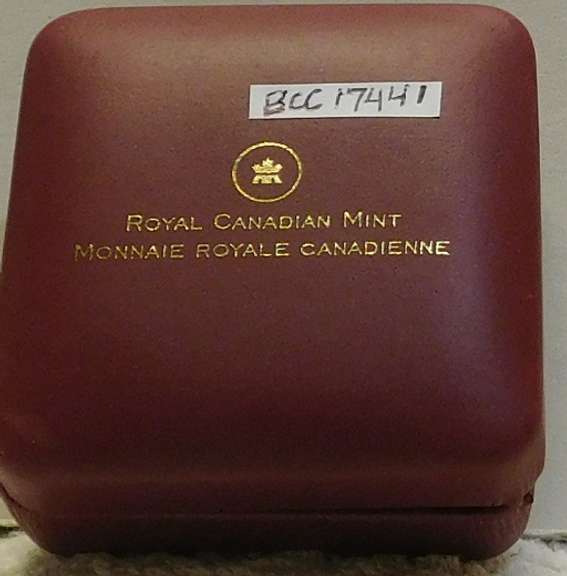 BCC 17441
ROYAL CANADIAN MINT
MONNAIE ROYALE CANADIENNE